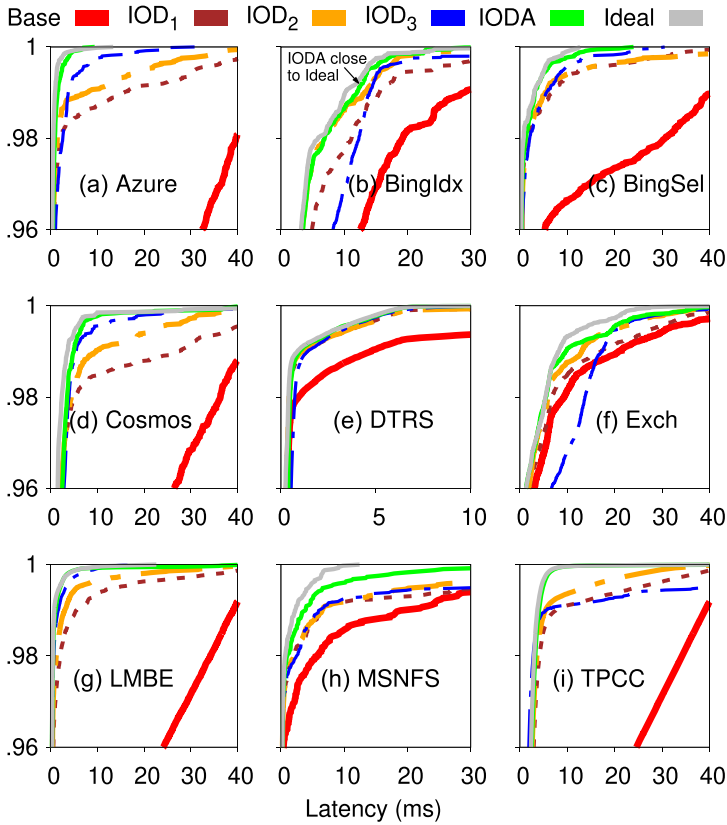 Base IOD₁ IOD₂ IOD₃ IODA Ideal
1
.98
.96
0 10 20 30 40
(a) Azure
IODA close
to Ideal
(b) BingIdx
0 10 20 30
(c) BingSel
0 10 20 30 40
1
.98
.96
(d) Cosmos
0 10 20 30 40
(e) DTRS
0 5 10
(f) Exch
0 10 20 30 40
1
.98
.96
(g) LMBE
0 10 20 30 40
(h) MSNFS
0 10 20 30
(i) TPCC
0 10 20 30 40
Latency (ms)